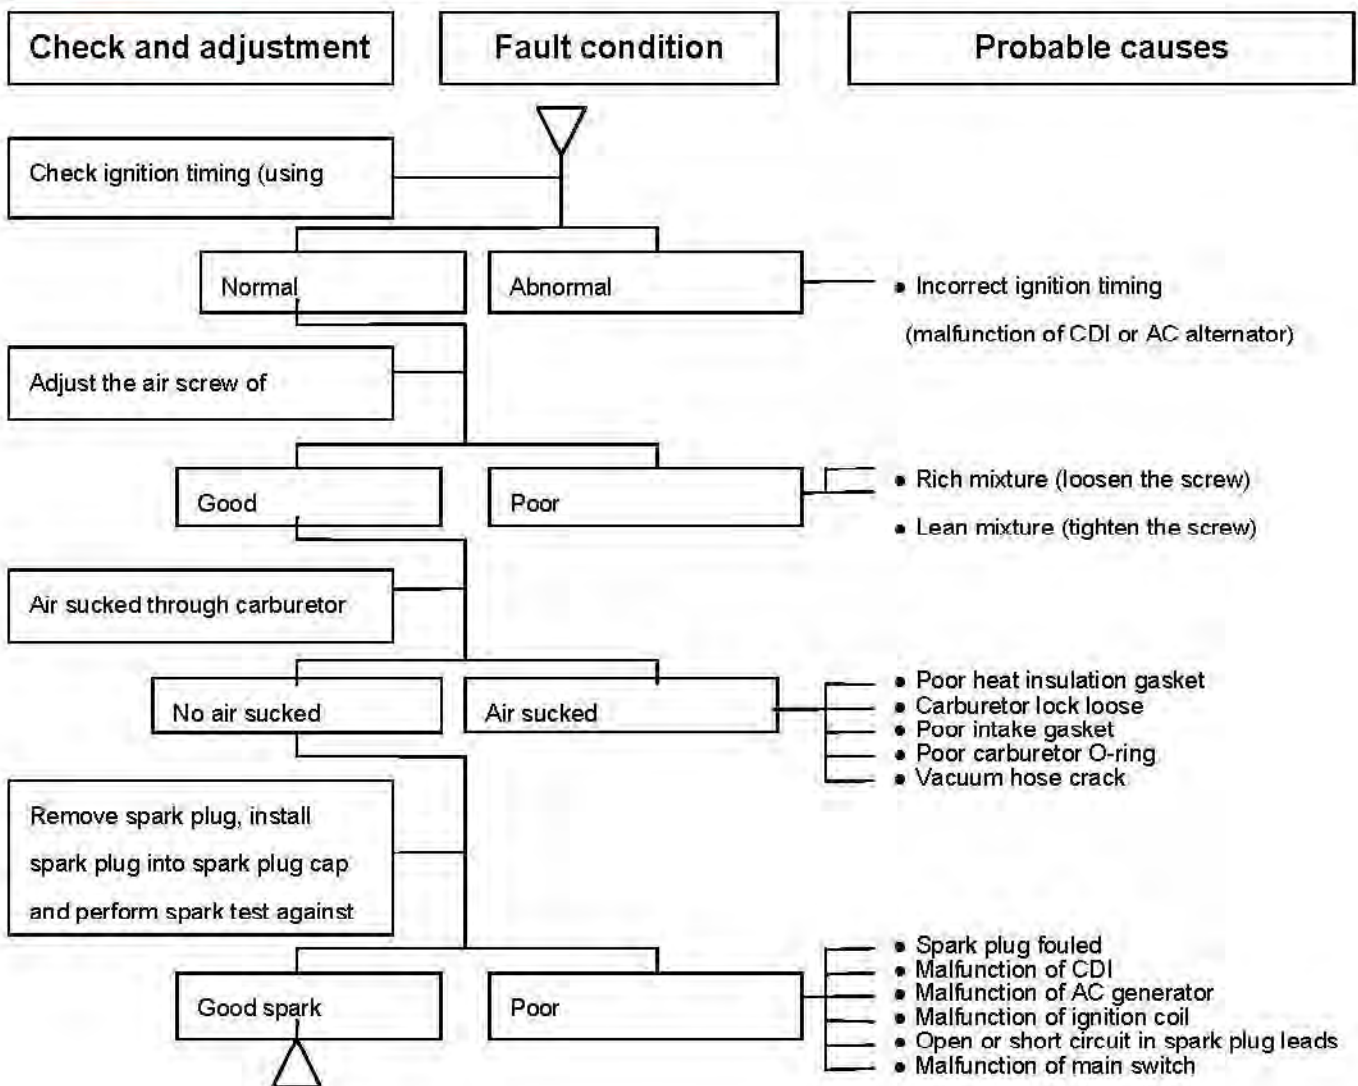 Check and adjustment
Fault condition
Probable causes
Check ignition timing (using
Normal
Abnormal
• Incorrect ignition timing
(malfunction of CDI or AC alternator)
Adjust the air screw of
Good
Poor
• Rich mixture (loosen the screw)
• Lean mixture (tighten the screw)
Air sucked through carburetor
No air sucked
Air sucked
• Poor heat insulation gasket
• Carburetor lock loose
• Poor intake gasket
• Poor carburetor O-ring
• Vacuum hose crack
Remove spark plug, install
spark plug into spark plug cap
and perform spark test against
Good spark
Poor
• Spark plug fouled
• Malfunction of CDI
• Malfunction of AC generator
• Malfunction of ignition coil
• Open or short circuit in spark plug leads
• Malfunction of main switch